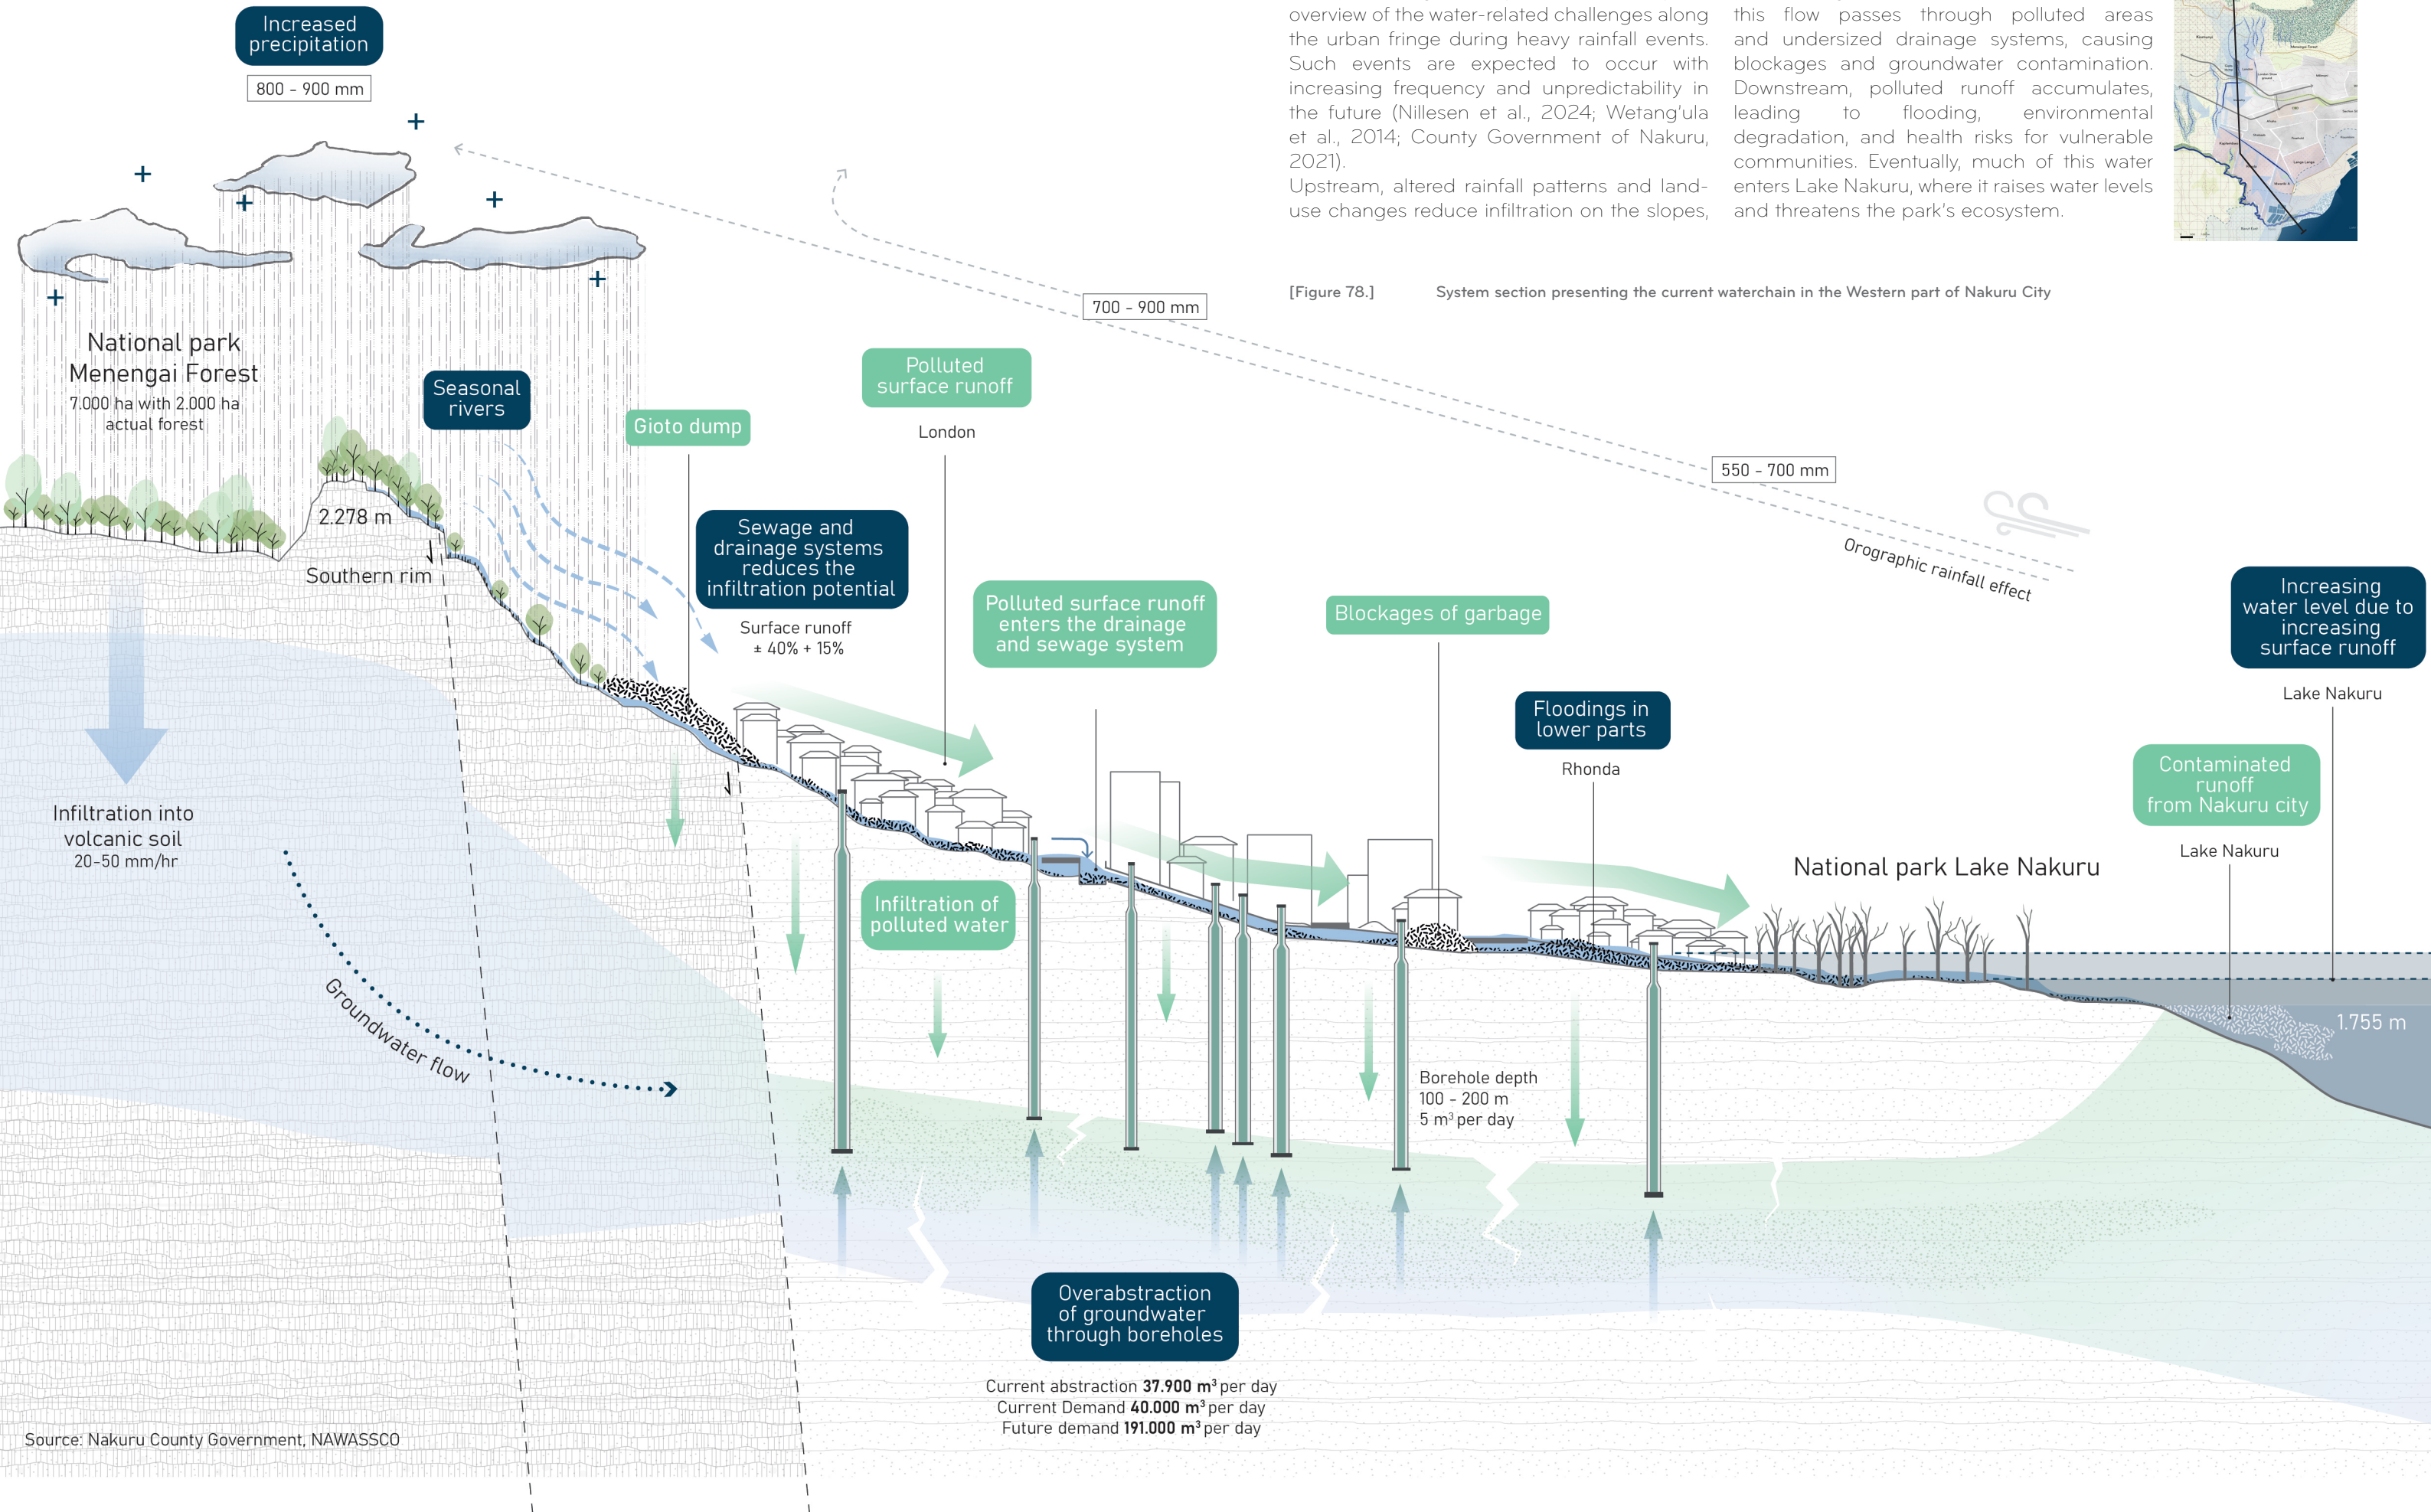 overview of the water-related challenges along
the urban fringe during heavy rainfall events.
Such events are expected to occur with
increasing frequency and unpredictability in
the future (Nillesen et al., 2024; Wetang'ula
et al., 2014; County Government of Nakuru,
2021).
Upstream, altered rainfall patterns and land-
use changes reduce infiltration on the slopes,
this flow passes through polluted areas
and undersized drainage systems, causing
blockages and groundwater contamination.
Downstream, polluted runoff accumulates,
leading to flooding, environmental
degradation, and health risks for vulnerable
communities. Eventually, much of this water
enters Lake Nakuru, where it raises water levels
and threatens the park's ecosystem.
[Figure 78.] System section presenting the current waterchain in the Western part of Nakuru City
Increased
precipitation
800 - 900 mm
700 - 900 mm
550 - 700 mm
Orographic rainfall effect
National park
Menengai Forest
7.000 ha with 2.000 ha
actual forest
Seasonal
rivers
Gioto dump
Polluted
surface runoff
London
2.278 m
Southern rim
Sewage and
drainage systems
reduces the
infiltration potential
Surface runoff
± 40% + 15%
Polluted surface runoff
enters the drainage
and sewage system
Blockages of garbage
Floodings in
lower parts
Rhonda
Increasing
water level due to
increasing
surface runoff
Lake Nakuru
Contaminated
runoff
from Nakuru city
Lake Nakuru
National park Lake Nakuru
1.755 m
Infiltration into
volcanic soil
20-50 mm/hr
Groundwater flow
Infiltration of
polluted water
Borehole depth
100 - 200 m
5 m³ per day
Overabstraction
of groundwater
through boreholes
Current abstraction 37.900 m³ per day
Current Demand 40.000 m³ per day
Future demand 191.000 m³ per day
Source: Nakuru County Government, NAWASSCO